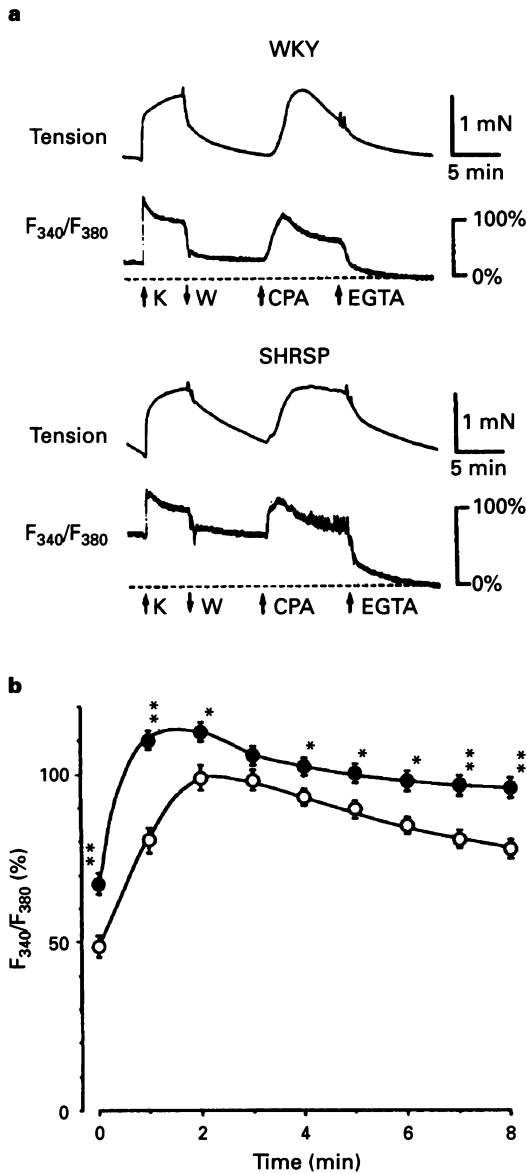 a
WKY
Tension
1 mN
5 min
F340/F380
100%
0%
K W CPA EGTA
SHRSP
Tension
1 mN
5 min
F340/F380
100%
0%
K W CPA EGTA
b
** ** * * * * ** **
F340/F380 (%)
100
50
0
0 2 4 6 8
Time (min)